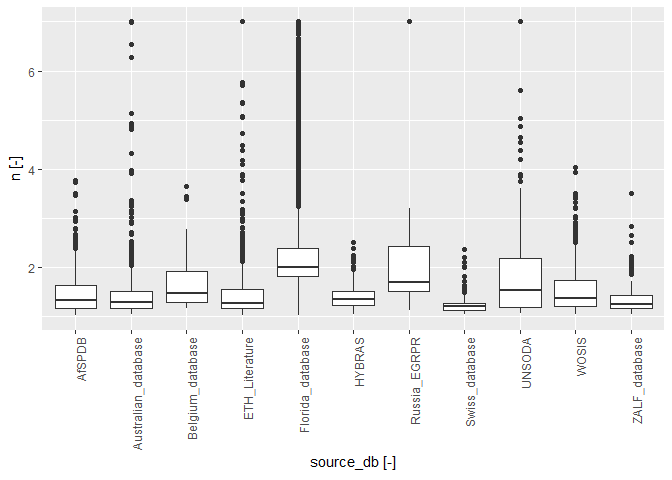 n [-]
6
4
2
AfSPDB
Australian_database
Belgium_database
ETH_Literature
Florida_database
HYBRAS
Russia_EGRPR
Swiss_database
UNSODA
WOSIS
ZALF_database
source_db [-]